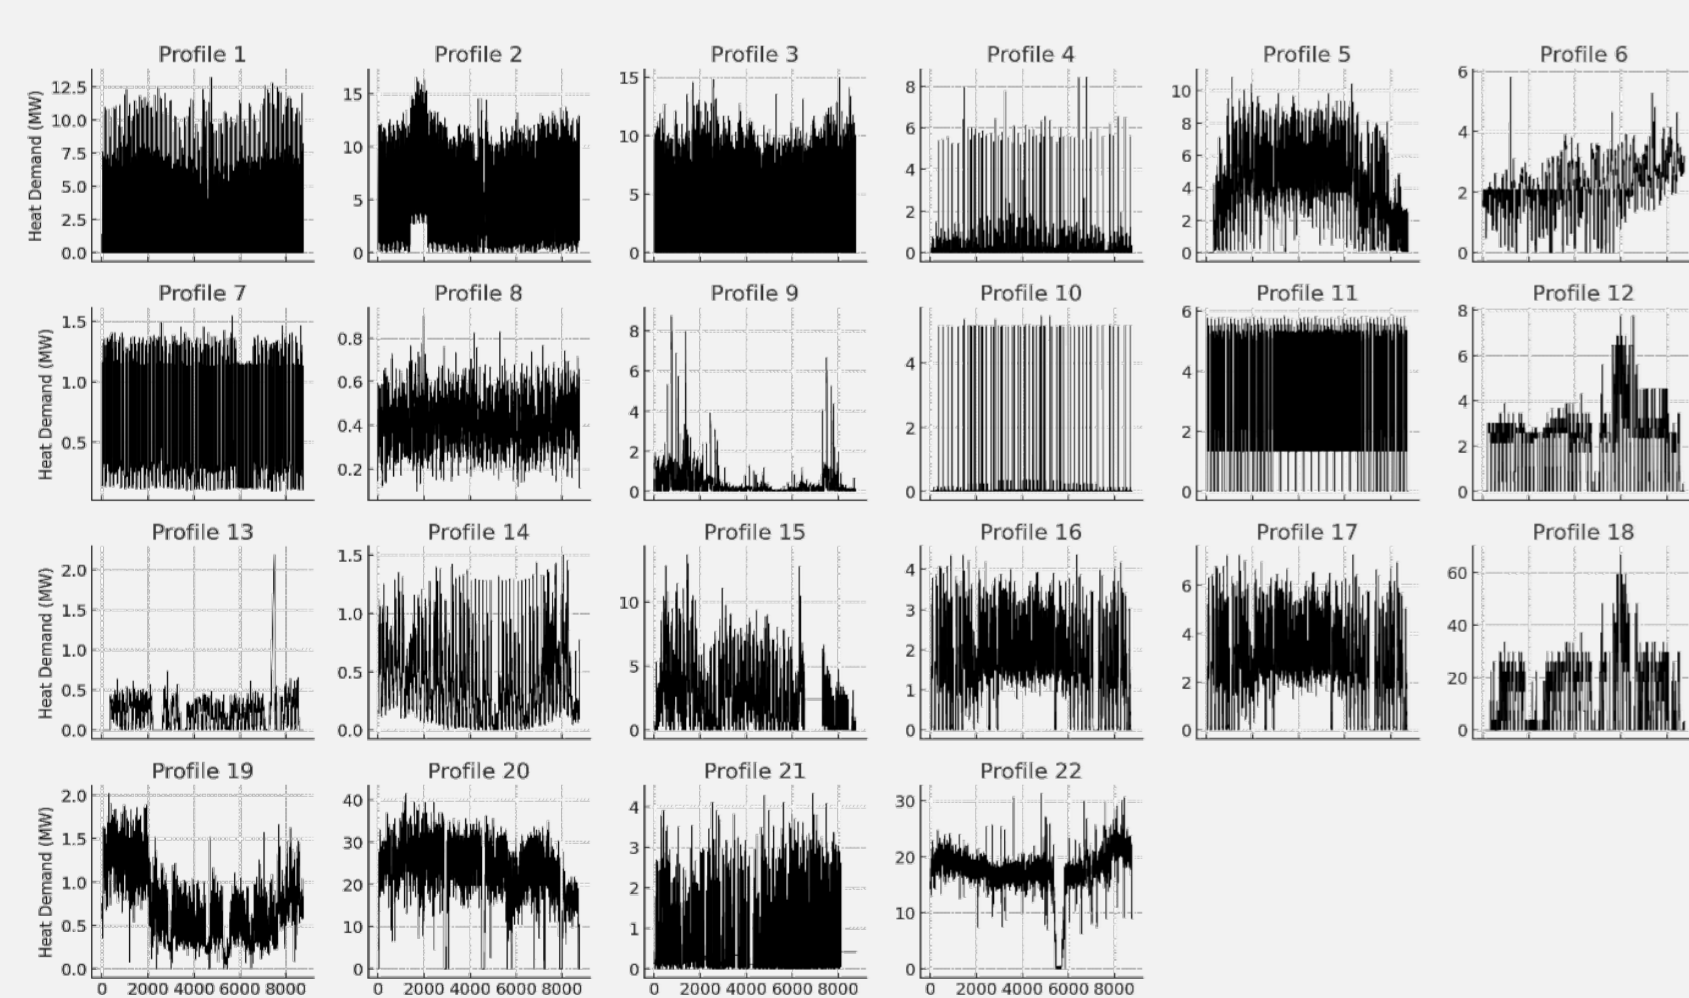 Profile 1 Profile 2 Profile 3 Profile 4 Profile 5 Profile 6
Heat Demand (MW)
12.5 10.0 7.5 5.0 2.5 0.0
15 10 5 0
15 10 5 0
8 6 4 2 0
10 8 6 4 2 0
6 4 2 0
Profile 7 Profile 8 Profile 9 Profile 10 Profile 11 Profile 12
Heat Demand (MW)
1.5 1.0 0.5
0.8 0.6 0.4 0.2
8 6 4 2 0
4 2 0
6 4 2 0
8 6 4 2 0
Profile 13 Profile 14 Profile 15 Profile 16 Profile 17 Profile 18
Heat Demand (MW)
2.0 1.5 1.0 0.5 0.0
1.5 1.0 0.5 0.0
10 5 0
4 3 2 1 0
6 4 2 0
60 40 20 0
Profile 19 Profile 20 Profile 21 Profile 22
Heat Demand (MW)
2.0 1.5 1.0 0.5 0.0
40 30 20 10 0
4 3 2 1 0
30 20 10 0
0 2000 4000 6000 8000 0 2000 4000 6000 8000 0 2000 4000 6000 8000 0 2000 4000 6000 8000